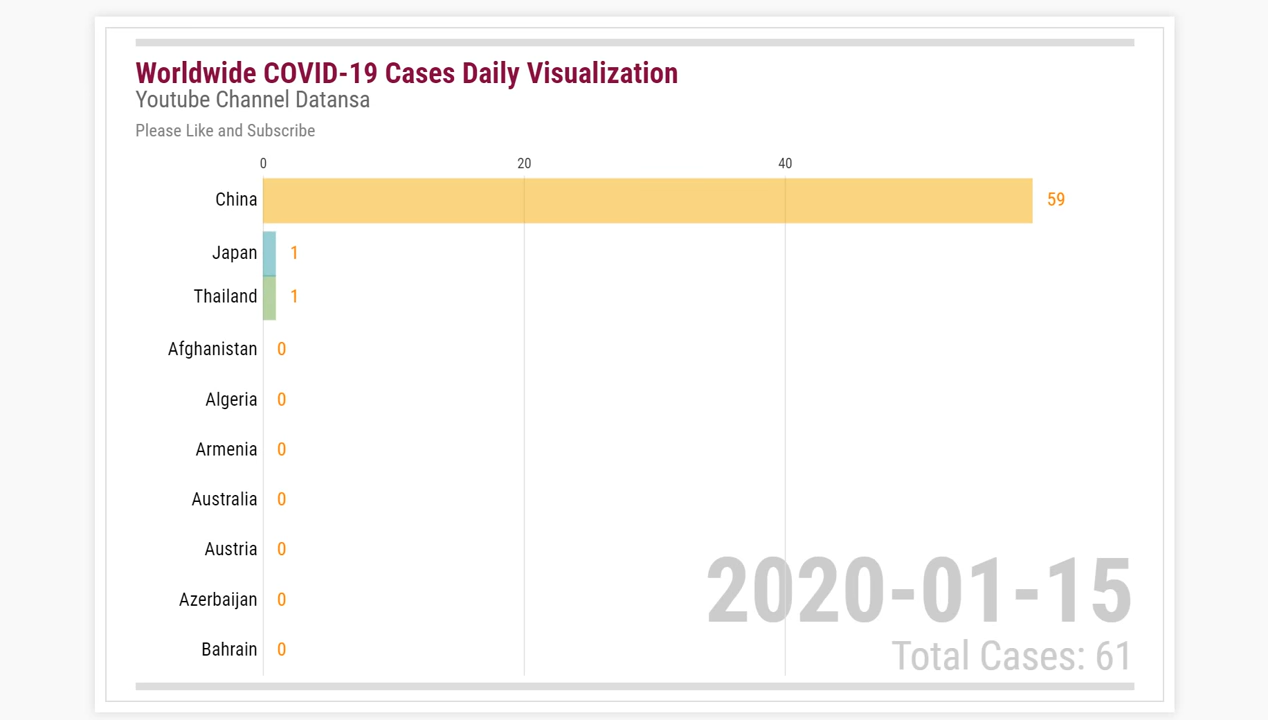 Worldwide COVID-19 Cases Daily Visualization
Youtube Channel Datansa
Please Like and Subscribe
0 20 40
China 59
Japan 1
Thailand 1
Afghanistan 0
Algeria 0
Armenia 0
Australia 0
Austria 0
Azerbaijan 0
Bahrain 0
2020-01-15
Total Cases: 61